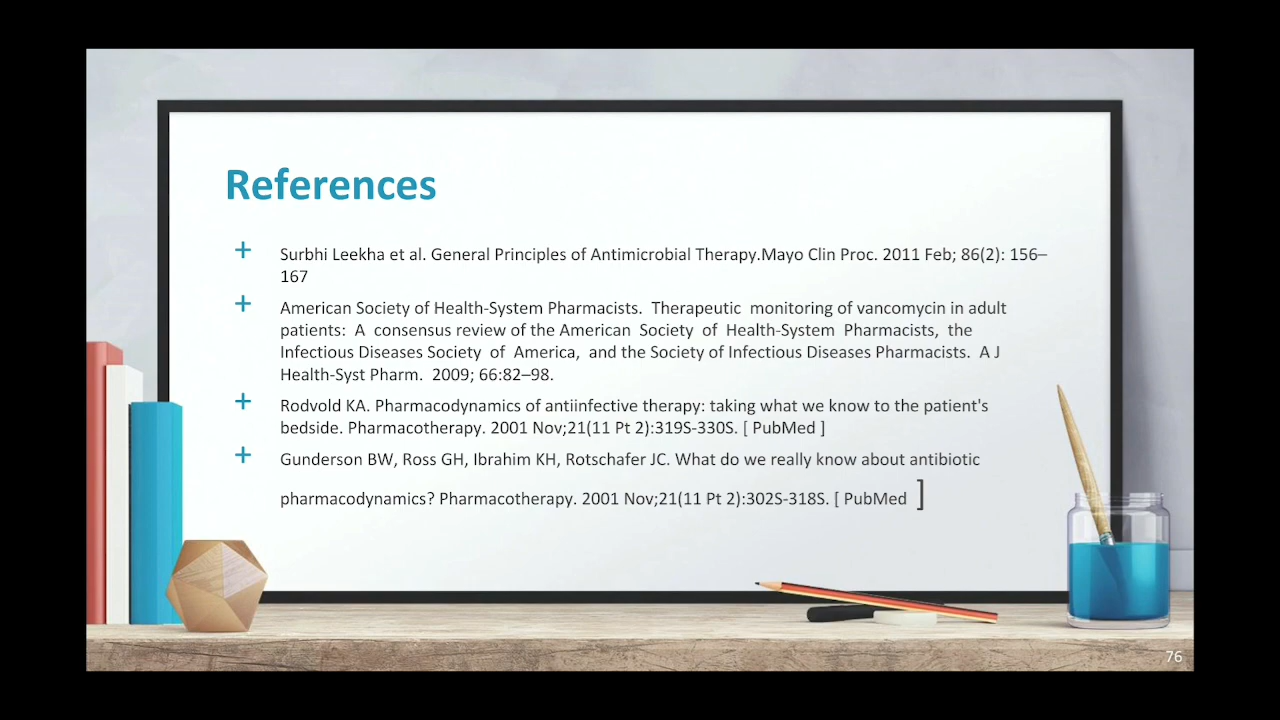 References
+ Surbhi Leekha et al. General Principles of Antimicrobial Therapy.Mayo Clin Proc. 2011 Feb; 86(2): 156–
167
+ American Society of Health-System Pharmacists. Therapeutic monitoring of vancomycin in adult
patients: A consensus review of the American Society of Health-System Pharmacists, the
Infectious Diseases Society of America, and the Society of Infectious Diseases Pharmacists. A J
Health-Syst Pharm. 2009; 66:82–98.
+ Rodvold KA. Pharmacodynamics of antiinfective therapy: taking what we know to the patient's
bedside. Pharmacotherapy. 2001 Nov;21(11 Pt 2):319S-330S. [ PubMed ]
+ Gunderson BW, Ross GH, Ibrahim KH, Rotschafer JC. What do we really know about antibiotic
pharmacodynamics? Pharmacotherapy. 2001 Nov;21(11 Pt 2):302S-318S. [ PubMed ]
76